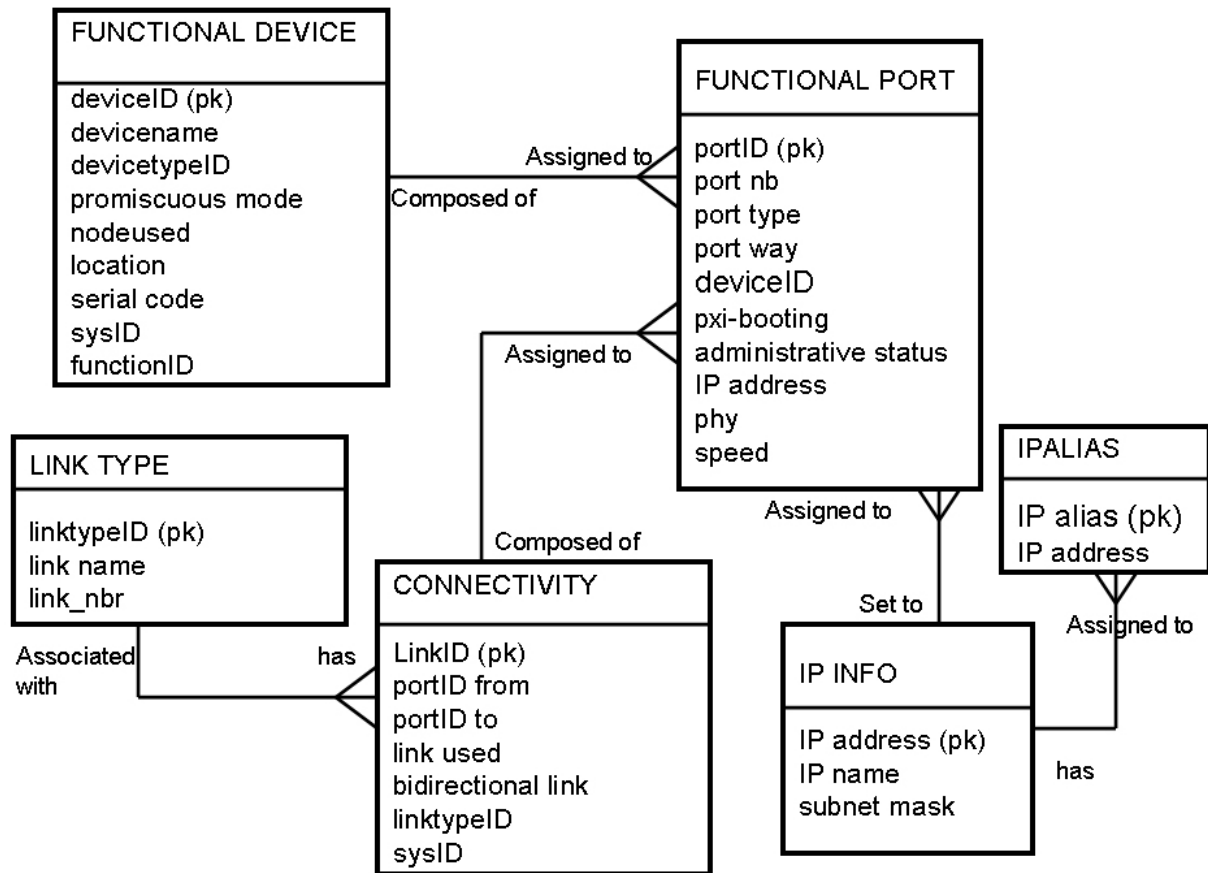 FUNCTIONAL DEVICE
deviceID (pk)
devicename
devicetypeID
promiscuous mode
nodeused
location
serial code
sysID
functionID
Assigned to
Composed of
FUNCTIONAL PORT
portID (pk)
port nb
port type
port way
deviceID
pxi-booting
administrative status
IP address
phy
speed
Assigned to
Composed of
LINK TYPE
linktypeID (pk)
link name
link_nbr
Associated
with
has
CONNECTIVITY
LinkID (pk)
portID from
portID to
link used
bidirectional link
linktypeID
sysID
Assigned to
Set to
IPALIAS
IP alias (pk)
IP address
Assigned to
has
IP INFO
IP address (pk)
IP name
subnet mask